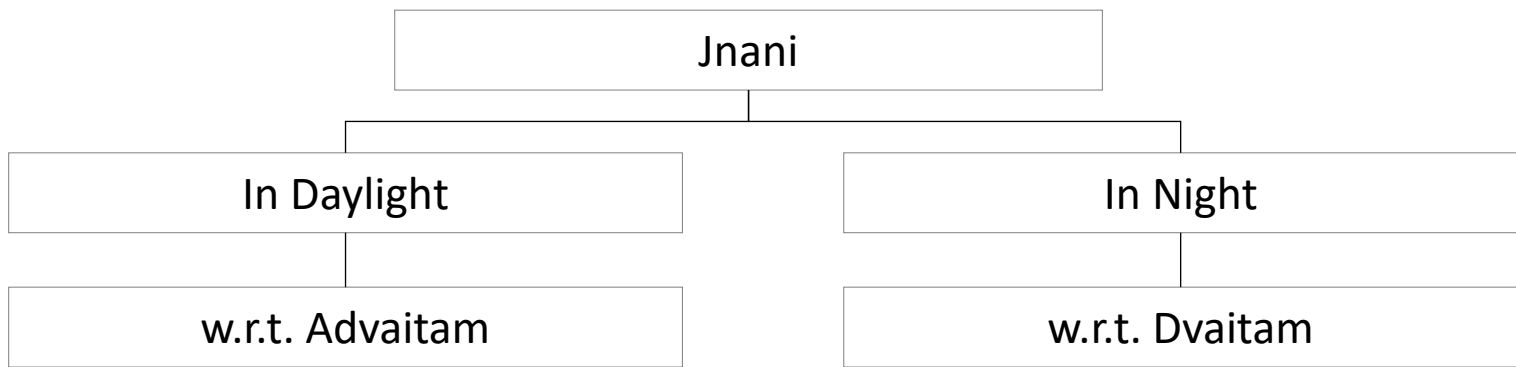 Jnani
In Daylight
In Night
w.r.t. Advaitam
w.r.t. Dvaitam